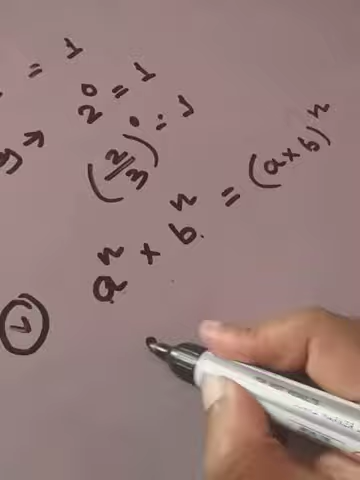 = 1
2⁰ = 1
(2/3)⁰ = 1
aⁿ × bⁿ = (a×b)ⁿ